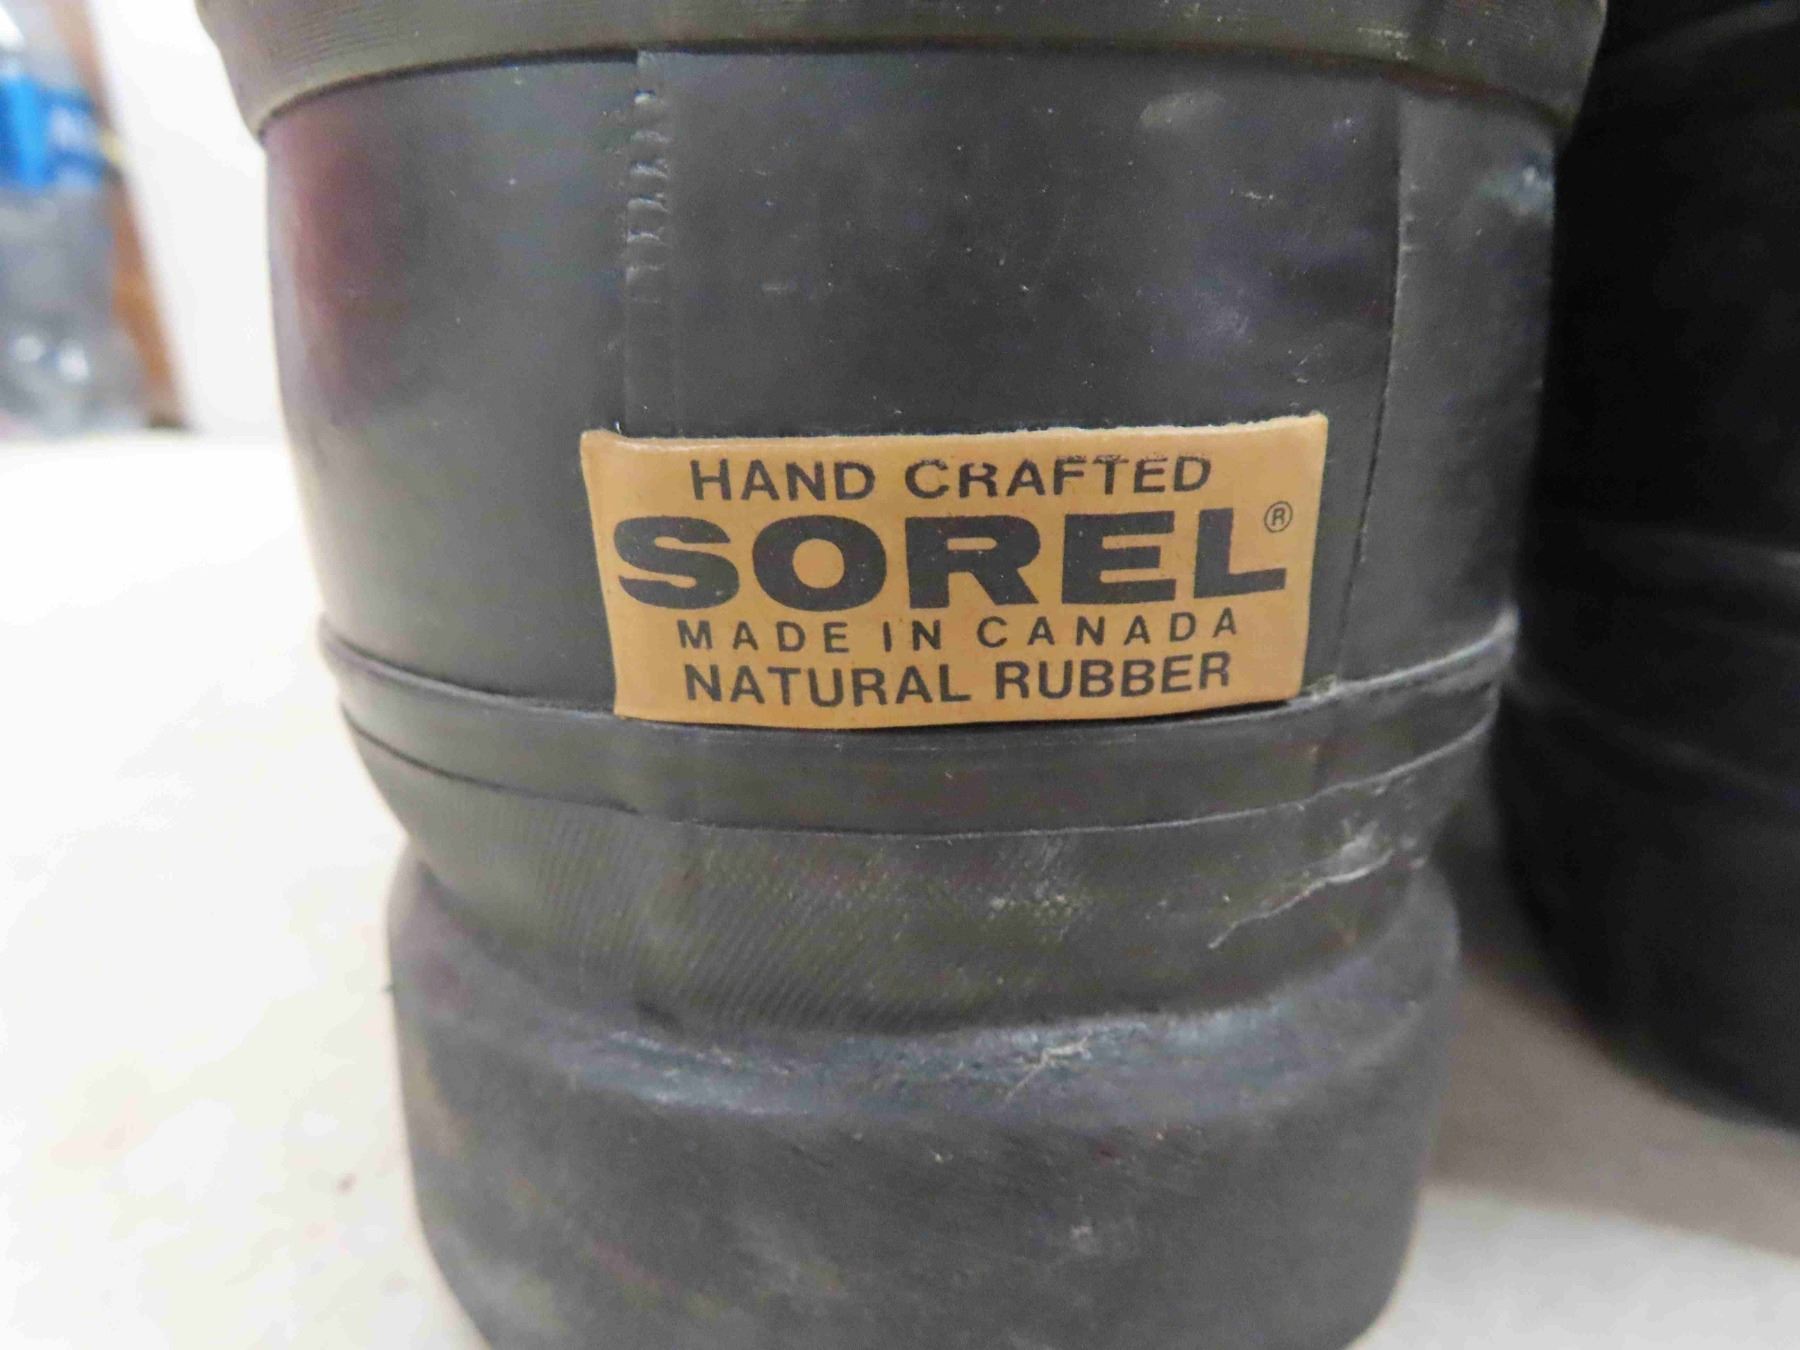 HAND CRAFTED
SOREL®
MADE IN CANADA
NATURAL RUBBER